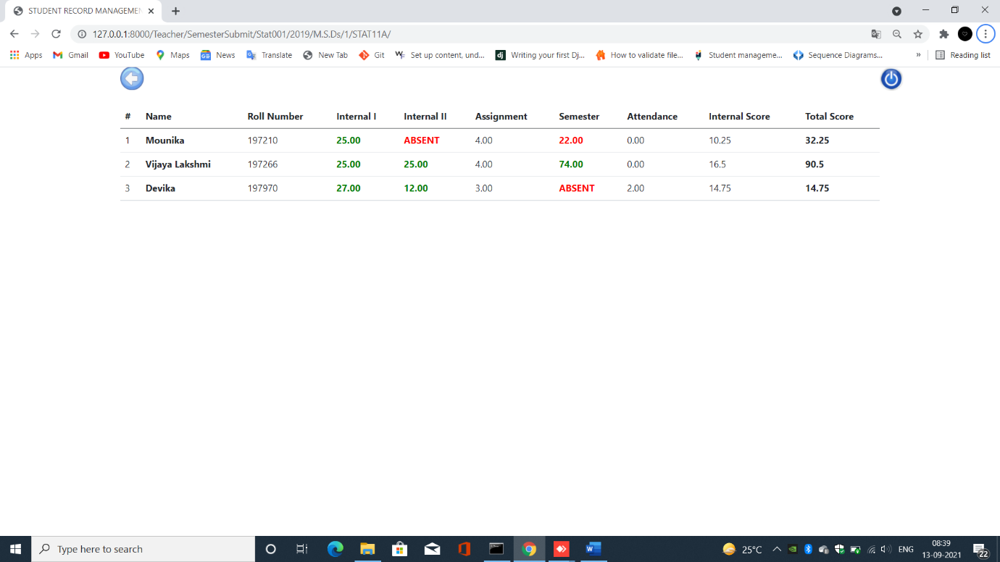 STUDENT RECORD MANAGEMEN
127.0.0.1:8000/Teacher/SemesterSubmit/Stat001/2019/M.S.Ds/1/STAT11A/
Apps Gmail YouTube Maps News Translate New Tab Git Set up content, und... Writing your first Dj... How to validate file... Student manageme... Sequence Diagrams... » Reading list
# Name Roll Number Internal I Internal II Assignment Semester Attendance Internal Score Total Score
1 Mounika 197210 25.00 ABSENT 4.00 22.00 0.00 10.25 32.25
2 Vijaya Lakshmi 197266 25.00 25.00 4.00 74.00 0.00 16.5 90.5
3 Devika 197970 27.00 12.00 3.00 ABSENT 2.00 14.75 14.75
Type here to search 25°C ENG 08:39
13-09-2021 22